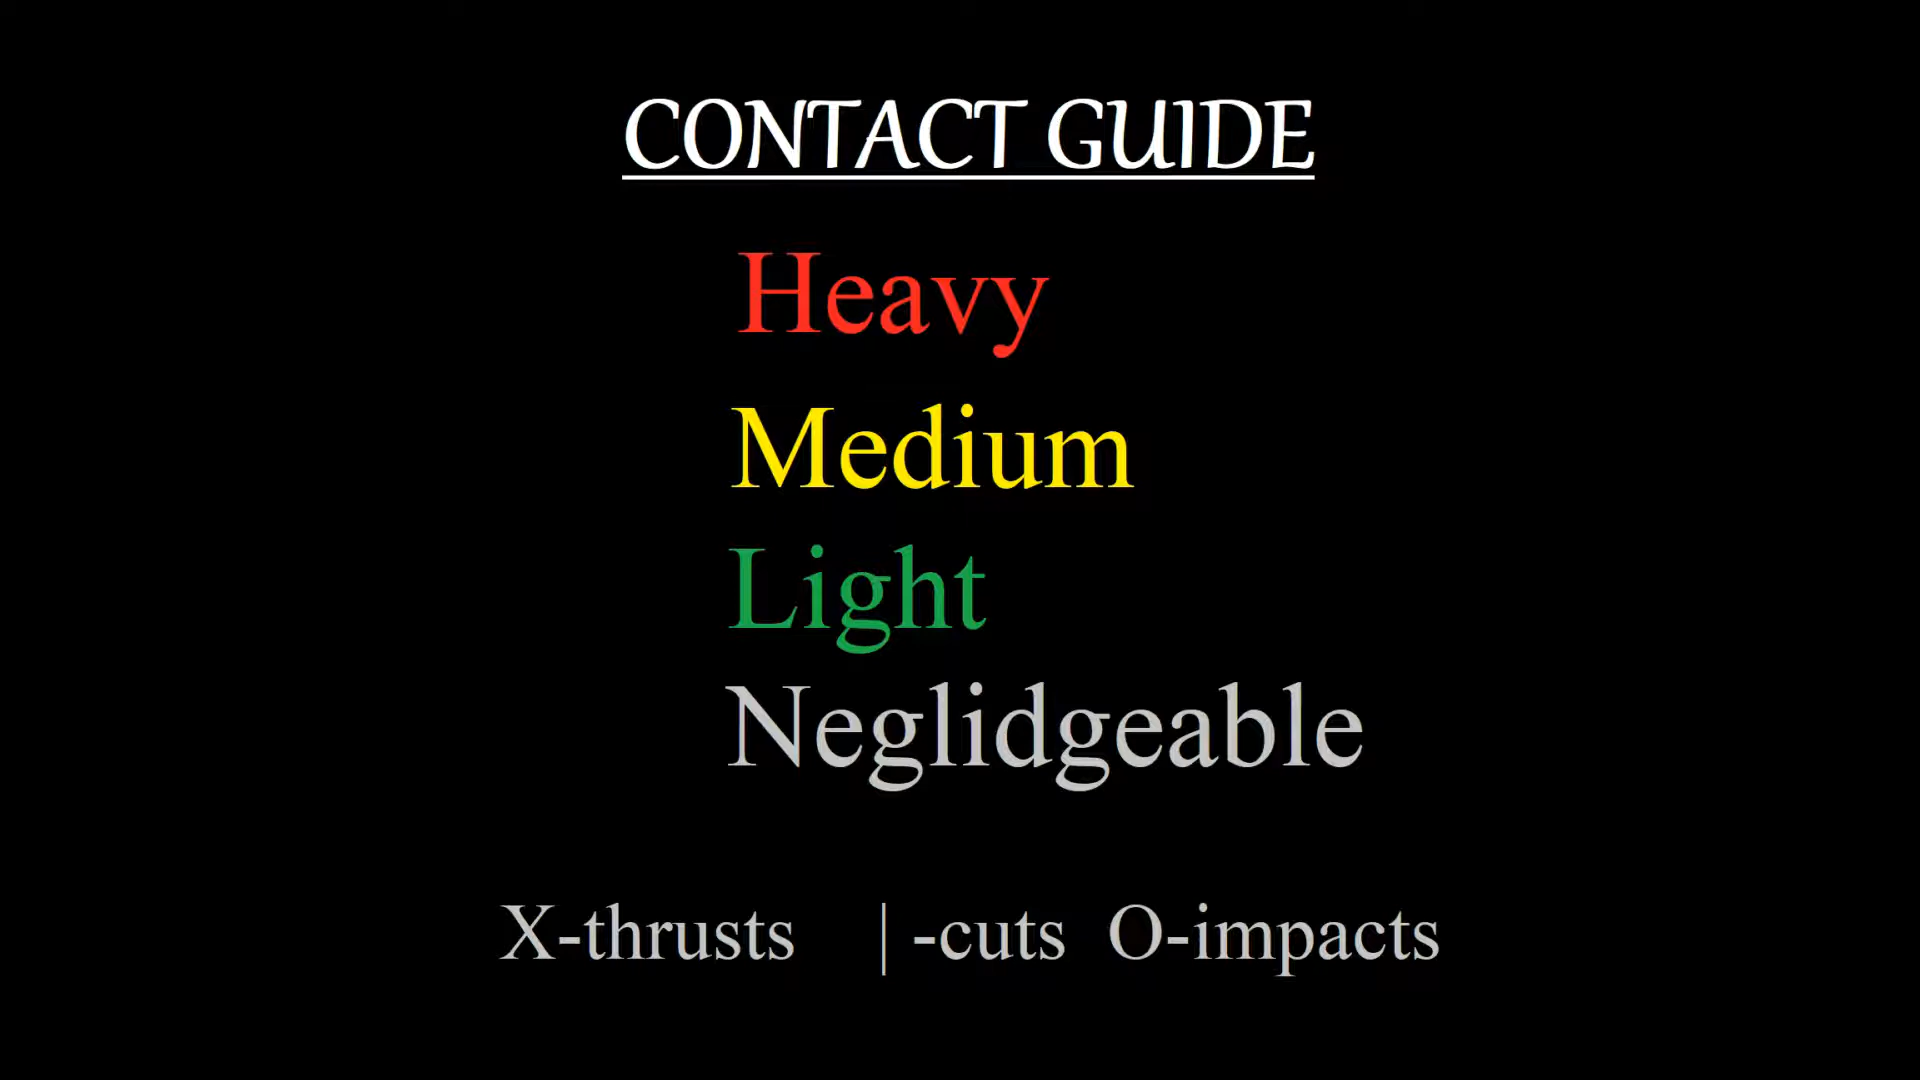 CONTACT GUIDE
Heavy
Medium
Light
Neglidgeable
X-thrusts | -cuts O-impacts